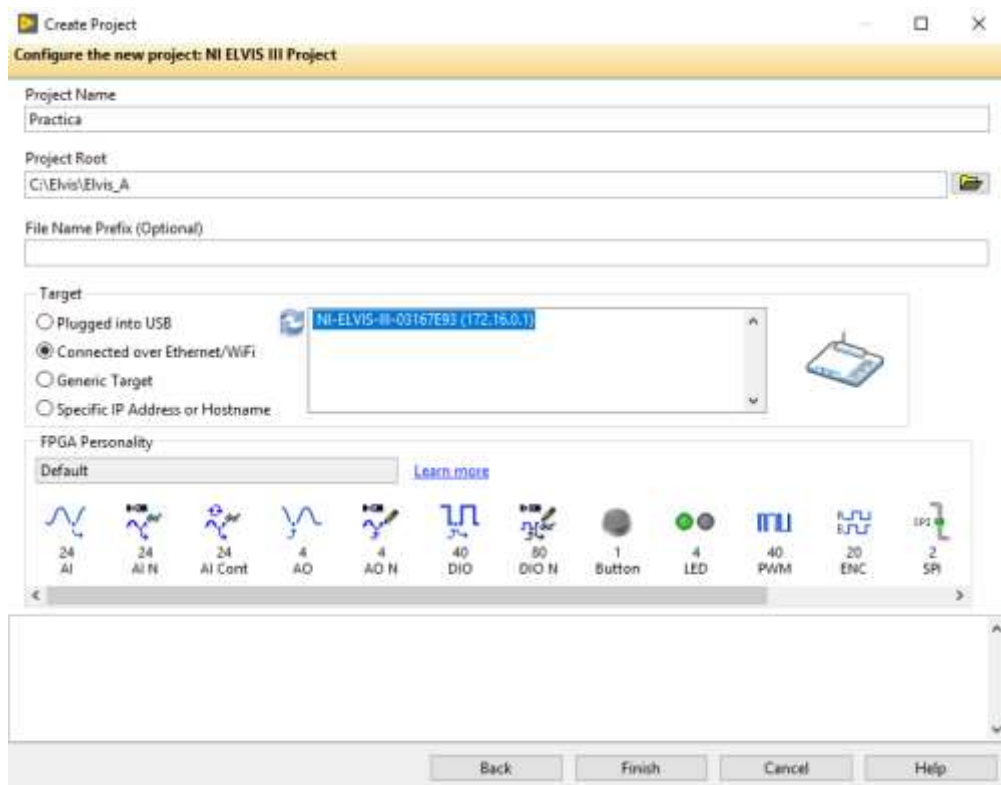 Create Project
Configure the new project: NI ELVIS III Project
Project Name
Practica
Project Root
C:\Elvis\Elvis_A
File Name Prefix (Optional)
Target
Plugged into USB
NI-ELVIS-III-03167E93 (172.16.0.1)
Connected over Ethernet/WiFi
Generic Target
Specific IP Address or Hostname
FPGA Personality
Default Learn more
24 24 24 4 4 40 80 1 4 40 20 2
AI AI N AI Cont AO AO N DIO DIO N Button LED PWM ENC SPI
Back Finish Cancel Help